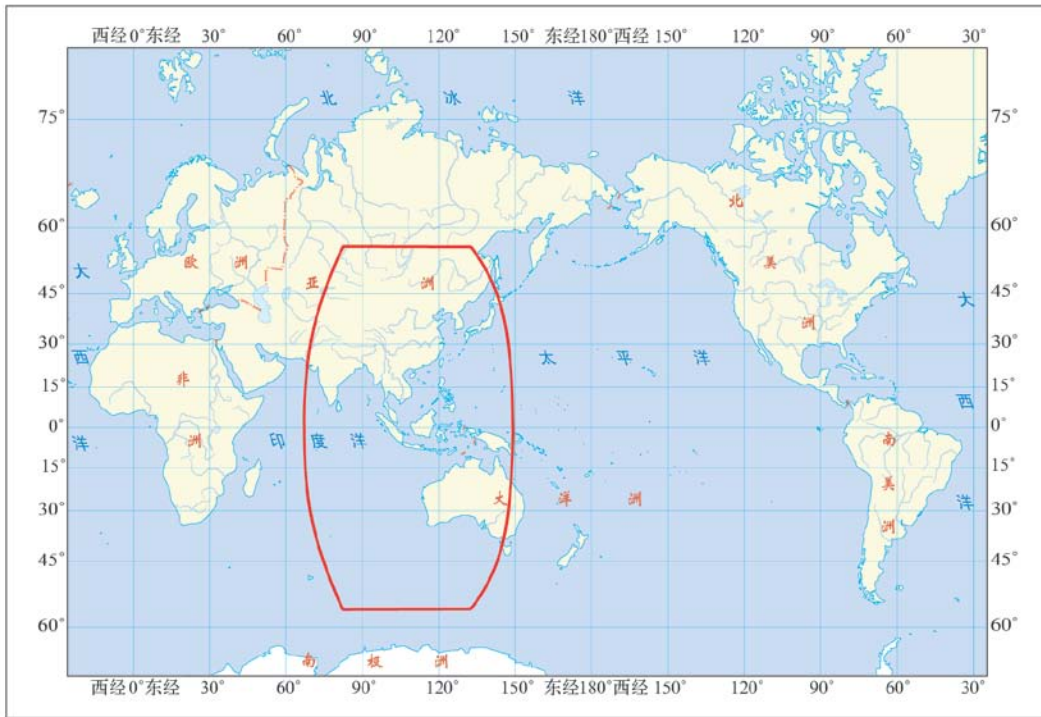 西经 0° 东经 30° 60° 90° 120° 150° 东经180°西经 150° 120° 90° 60° 30°
北 冰 洋
75° 75°
60° 北 60°
大 欧 洲 亚 洲 美
45° 45° 大
洲
30° 30°
西 太 平 洋
非
15° 15°
西
0° 0°
洋 洲 印 度 洋 南
15° 15°
美
大 洋 洲 洋
30° 30°
洲
45° 45°
60° 60°
南 极 洲
西经 0° 东经 30° 60° 90° 120° 150° 东经180°西经 150° 120° 90° 60° 30°